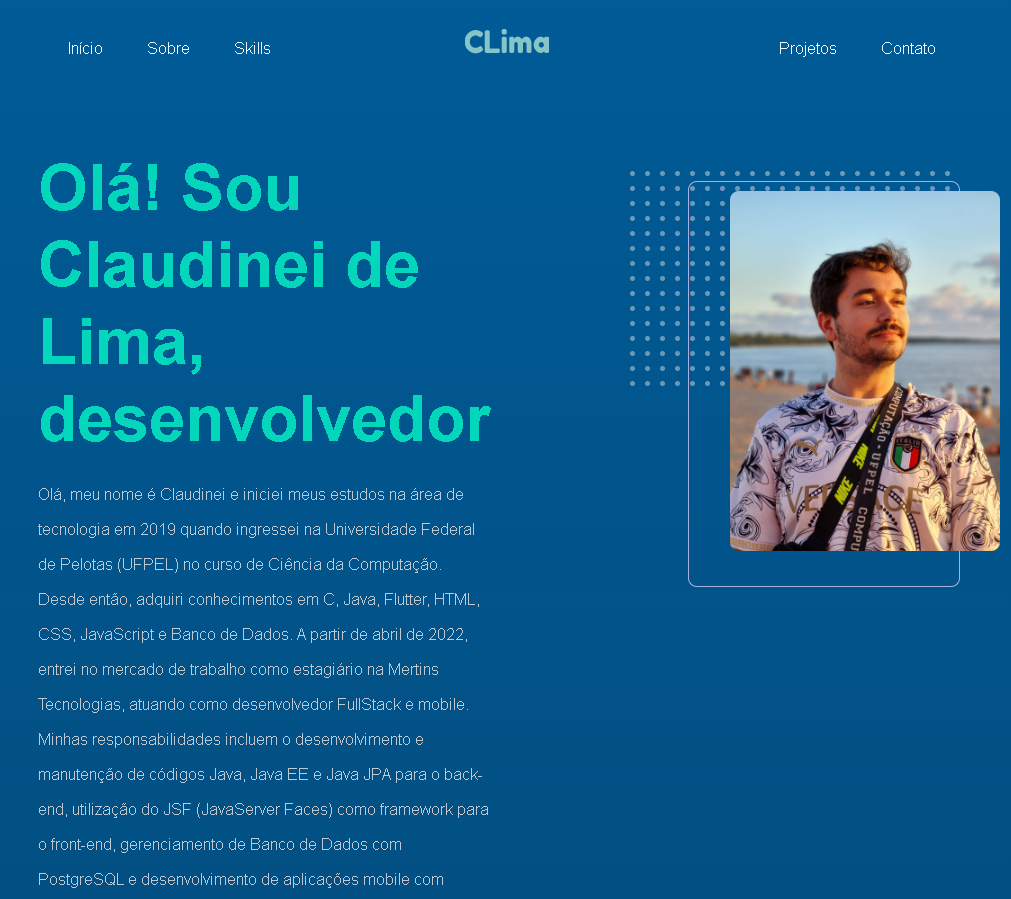 Início Sobre Skills CLima Projetos Contato
Olá! Sou
Claudinei de
Lima,
desenvolvedor
Olá, meu nome é Claudinei e iniciei meus estudos na área de
tecnologia em 2019 quando ingressei na Universidade Federal
de Pelotas (UFPEL) no curso de Ciência da Computação.
Desde então, adquiri conhecimentos em C, Java, Flutter, HTML,
CSS, JavaScript e Banco de Dados. A partir de abril de 2022,
entrei no mercado de trabalho como estagiário na Mertins
Tecnologias, atuando como desenvolvedor FullStack e mobile.
Minhas responsabilidades incluem o desenvolvimento e
manutenção de códigos Java, Java EE e Java JPA para o back-
end, utilização do JSF (JavaServer Faces) como framework para
o front-end, gerenciamento de Banco de Dados com
PostgreSQL e desenvolvimento de aplicações mobile com
ITALIA
NIKE
NIKE
UFPEL